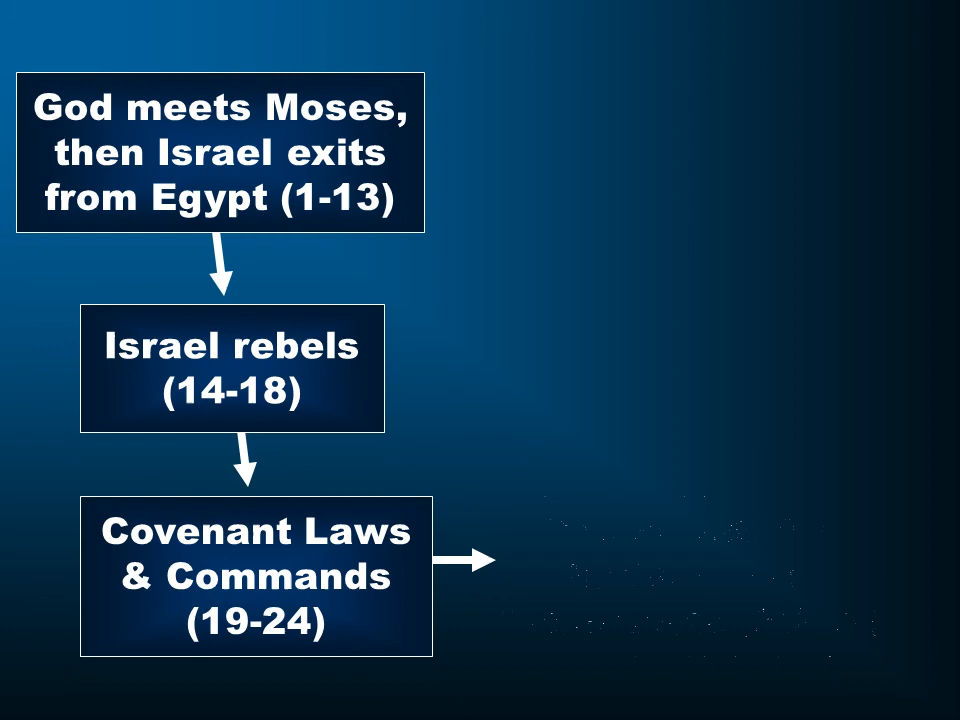 God meets Moses,
then Israel exits
from Egypt (1-13)
Israel rebels
(14-18)
Covenant Laws
& Commands
(19-24)